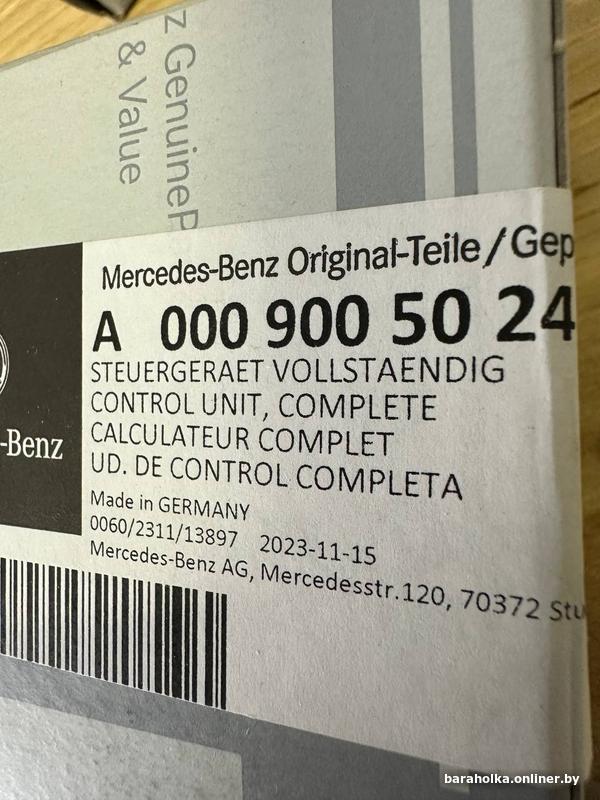 z GenuineP
& Value
Mercedes-Benz Original-Teile/Gep
A 000 900 50 24
STEUERGERAET VOLLSTAENDIG
CONTROL UNIT, COMPLETE
CALCULATEUR COMPLET
UD. DE CONTROL COMPLETA
-Benz
Made in GERMANY
0060/2311/13897 2023-11-15
Mercedes-Benz AG, Mercedesstr.120, 70372 Stu
baraholka.onliner.by